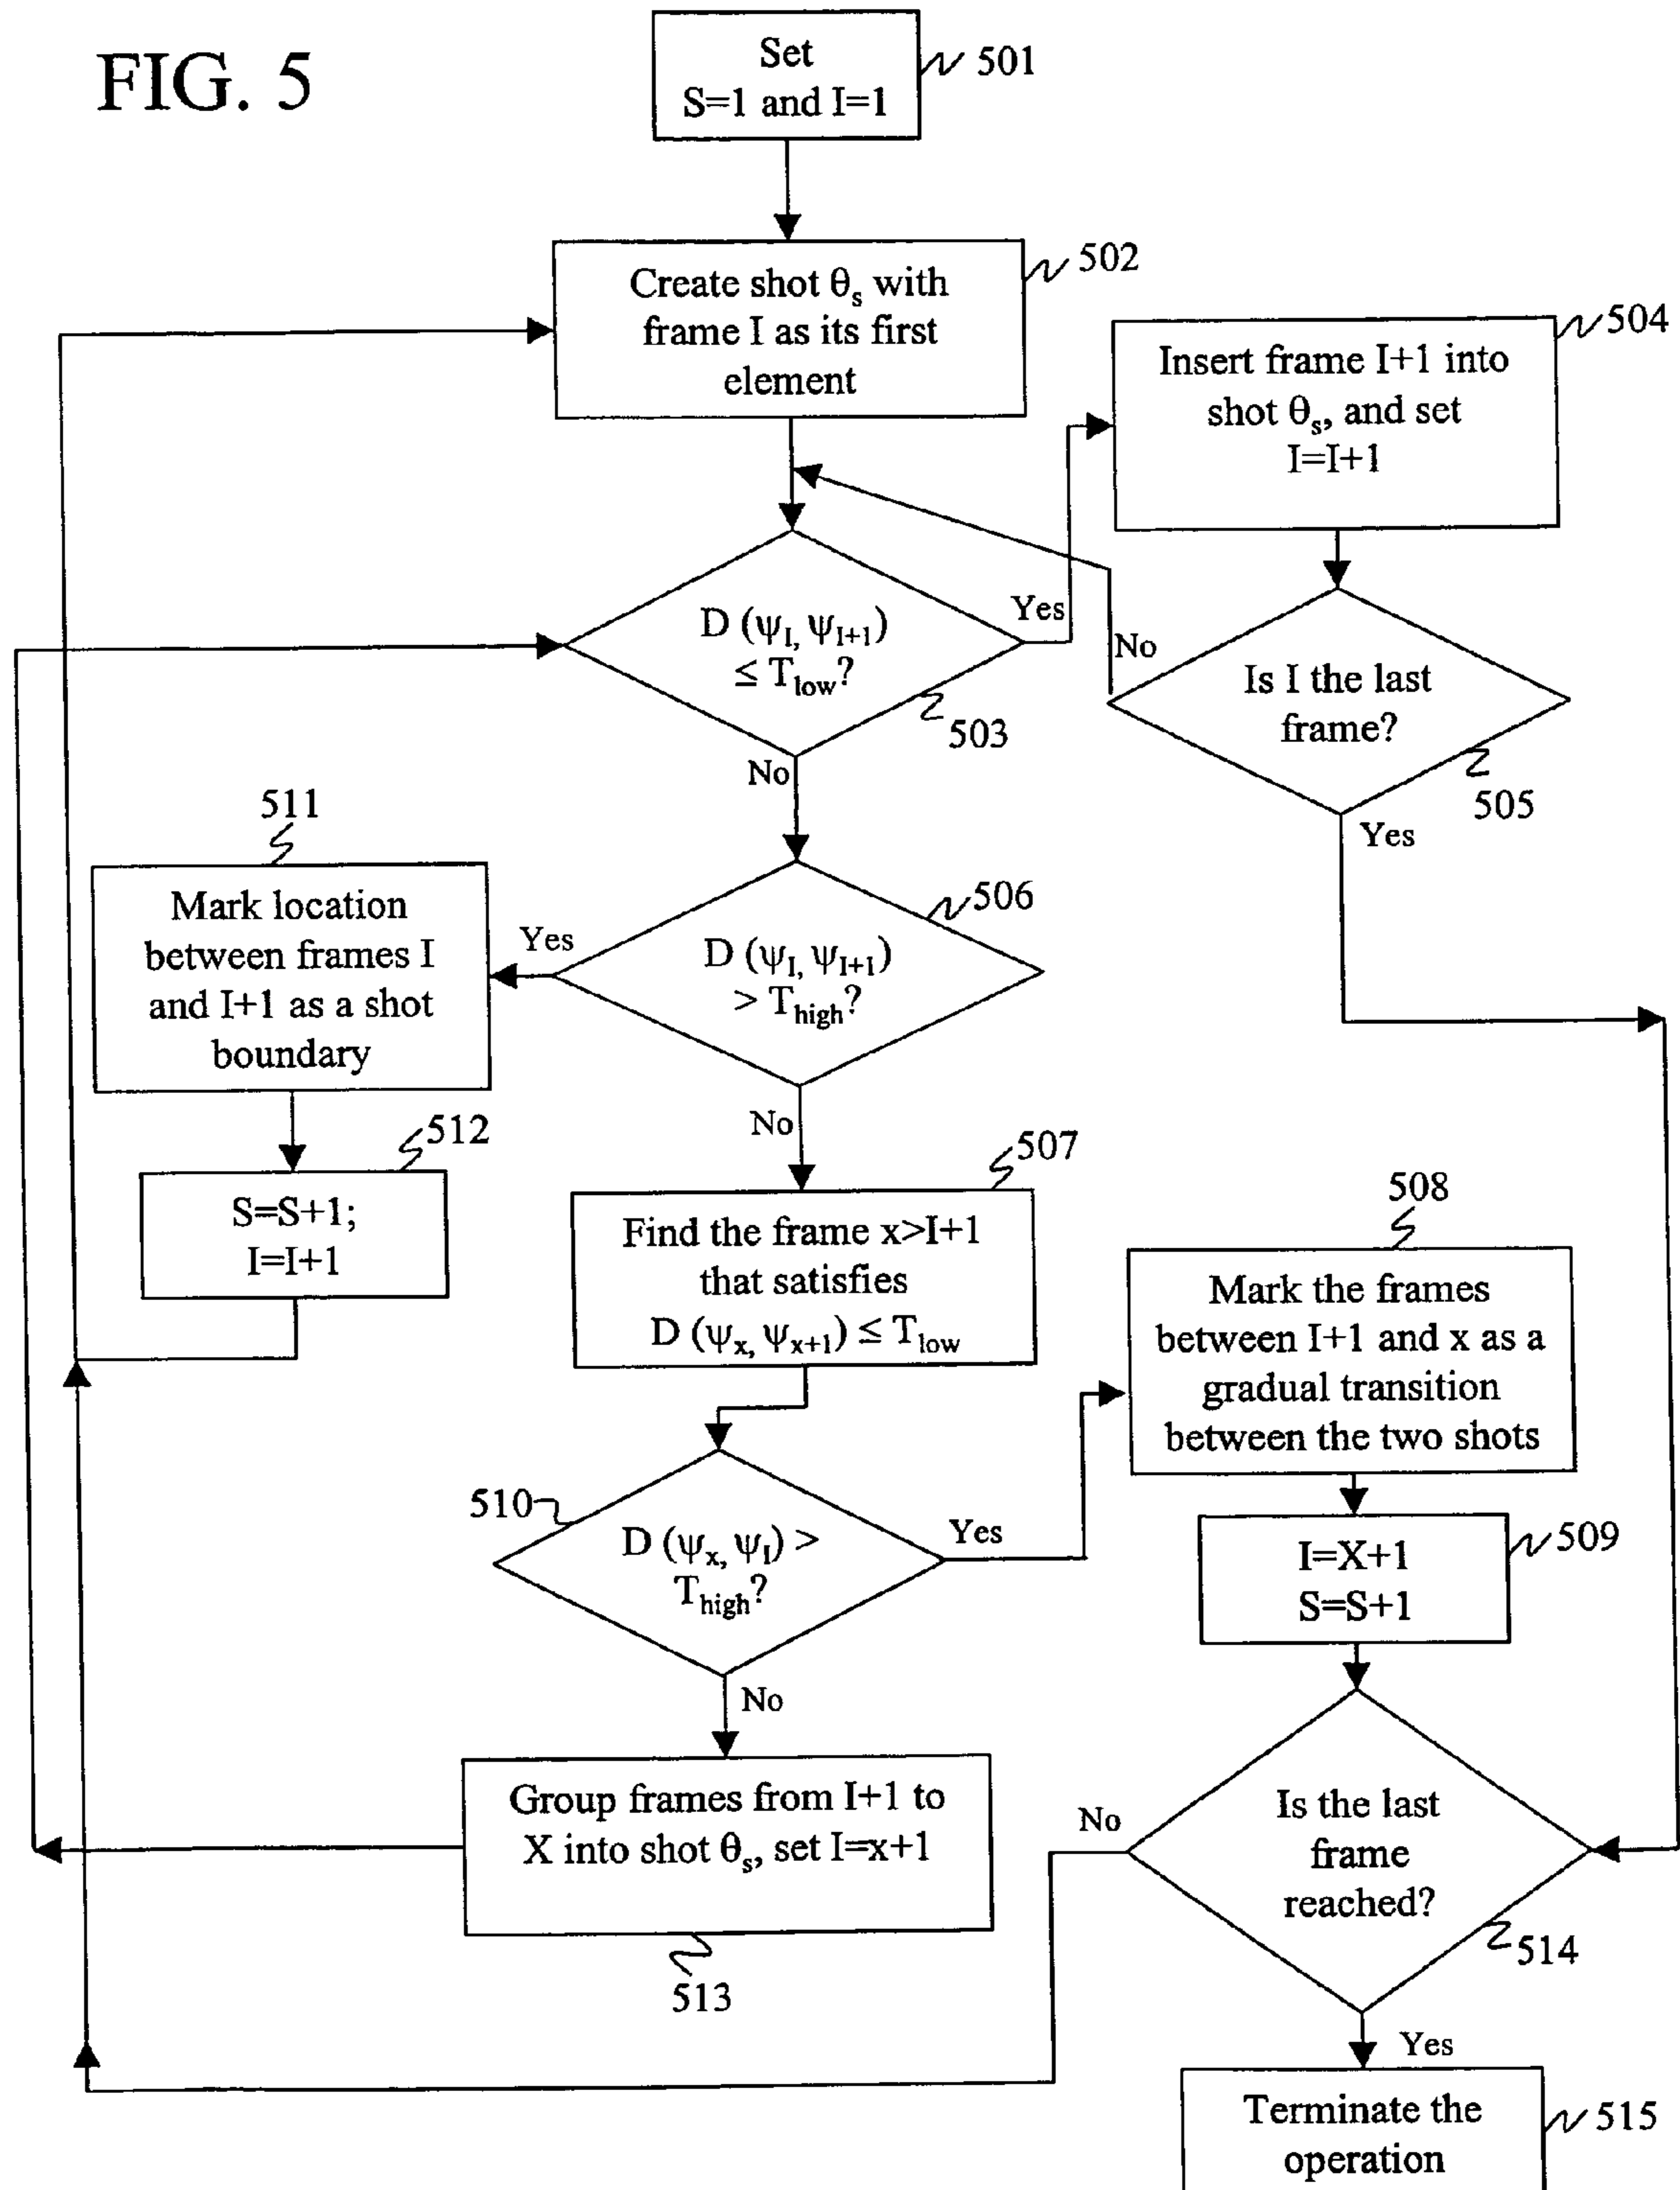 FIG. 5
Set
S=1 and I=1
501
Create shot θs with
frame I as its first
element
502
Insert frame I+1 into
shot θs, and set
I=I+1
504
D (ψI, ψI+1)
≤ Tlow?
503
Yes
No
Is I the last
frame?
505
Yes
No
D (ψI, ψI+1)
> Thigh?
506
Yes
511
Mark location
between frames I
and I+1 as a shot
boundary
512
S=S+1;
I=I+1
No
507
Find the frame x>I+1
that satisfies
D (ψx, ψx+1) ≤ Tlow
508
Mark the frames
between I+1 and x as a
gradual transition
between the two shots
510
D (ψx, ψI) >
Thigh?
Yes
I=X+1
S=S+1
509
No
Group frames from I+1 to
X into shot θs, set I=x+1
513
No
Is the last
frame
reached?
514
Yes
Terminate the
operation
515